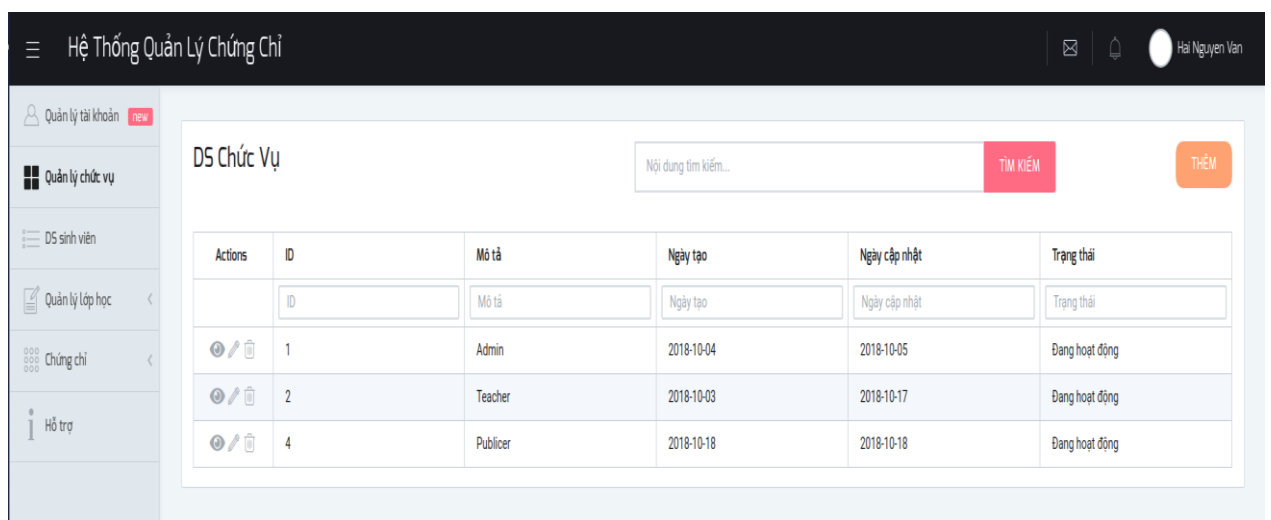 Hệ Thống Quản Lý Chứng Chỉ
Hai Nguyen Van
Quản lý tài khoản new
Quản lý chức vụ
DS sinh viên
Quản lý lớp học
Chứng chỉ
Hỗ trợ
DS Chức Vụ
Nội dung tìm kiếm...
TÌM KIẾM
THÊM
Actions ID Mô tả Ngày tạo Ngày cập nhật Trạng thái
ID Mô tả Ngày tạo Ngày cập nhật Trạng thái
1 Admin 2018-10-04 2018-10-05 Đang hoạt động
2 Teacher 2018-10-03 2018-10-17 Đang hoạt động
4 Publicer 2018-10-18 2018-10-18 Đang hoạt động